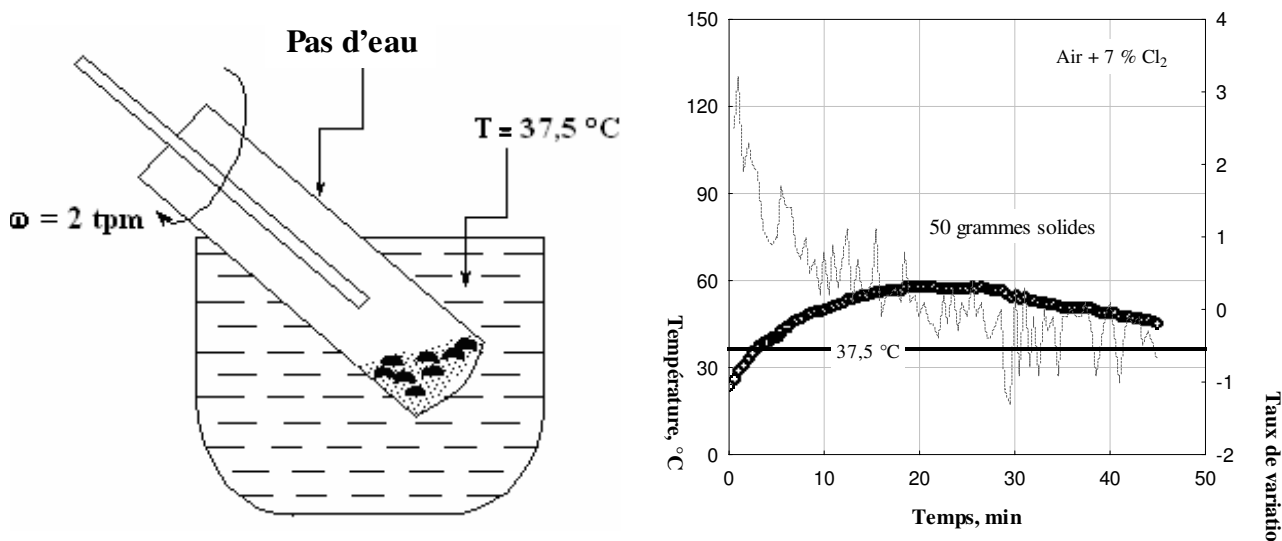 Pas d'eau
T = 37,5 °C
ω = 2 tpm
150
120
90
60
30
0
Température, °C
4
3
2
1
0
-1
-2
Taux de variatio
Air + 7 % Cl₂
50 grammes solides
37,5 °C
0
10
20
30
40
50
Temps, min